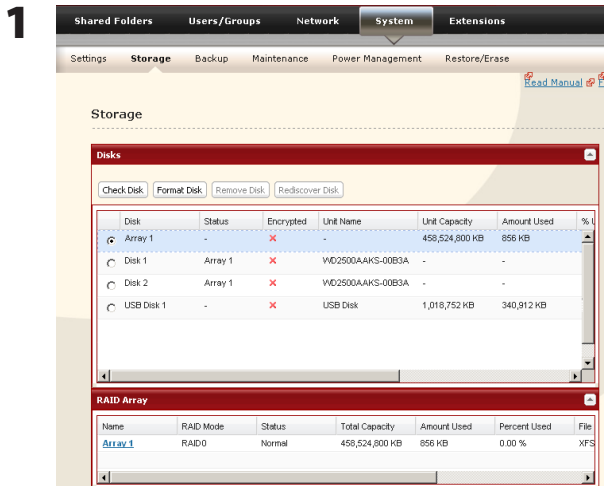 1
Shared Folders Users/Groups Network System Extensions
Settings Storage Backup Maintenance Power Management Restore/Erase
Read Manual F
Storage
Disks
Check Disk Format Disk Remove Disk Rediscover Disk
Disk Status Encrypted Unit Name Unit Capacity Amount Used % U
Array 1 - - 458,524,800 KB 856 KB
Disk 1 Array 1 WD2500AAKS-00B3A - -
Disk 2 Array 1 WD2500AAKS-00B3A - -
USB Disk 1 - USB Disk 1,018,752 KB 340,912 KB
RAID Array
Name RAID Mode Status Total Capacity Amount Used Percent Used File
Array 1 RAID0 Normal 458,524,800 KB 856 KB 0.00 % XFS